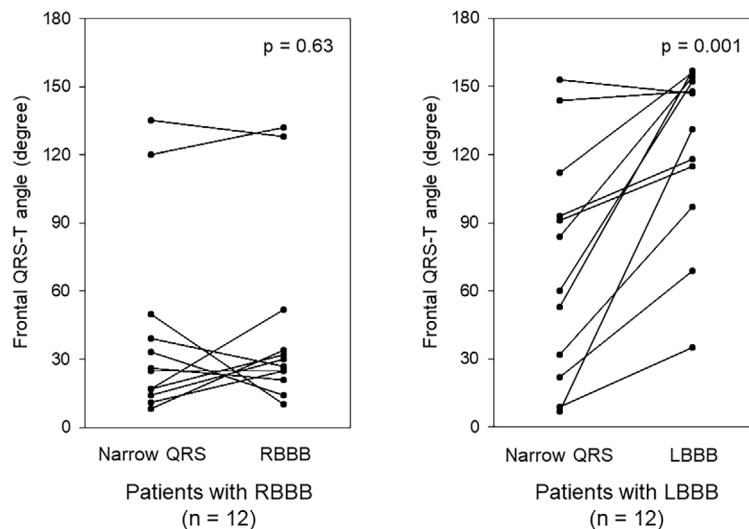 180
150
120
90
60
30
0
Frontal QRS-T angle (degree)
p = 0.63
Narrow QRS RBBB
Patients with RBBB
(n = 12)
180
150
120
90
60
30
0
Frontal QRS-T angle (degree)
p = 0.001
Narrow QRS LBBB
Patients with LBBB
(n = 12)